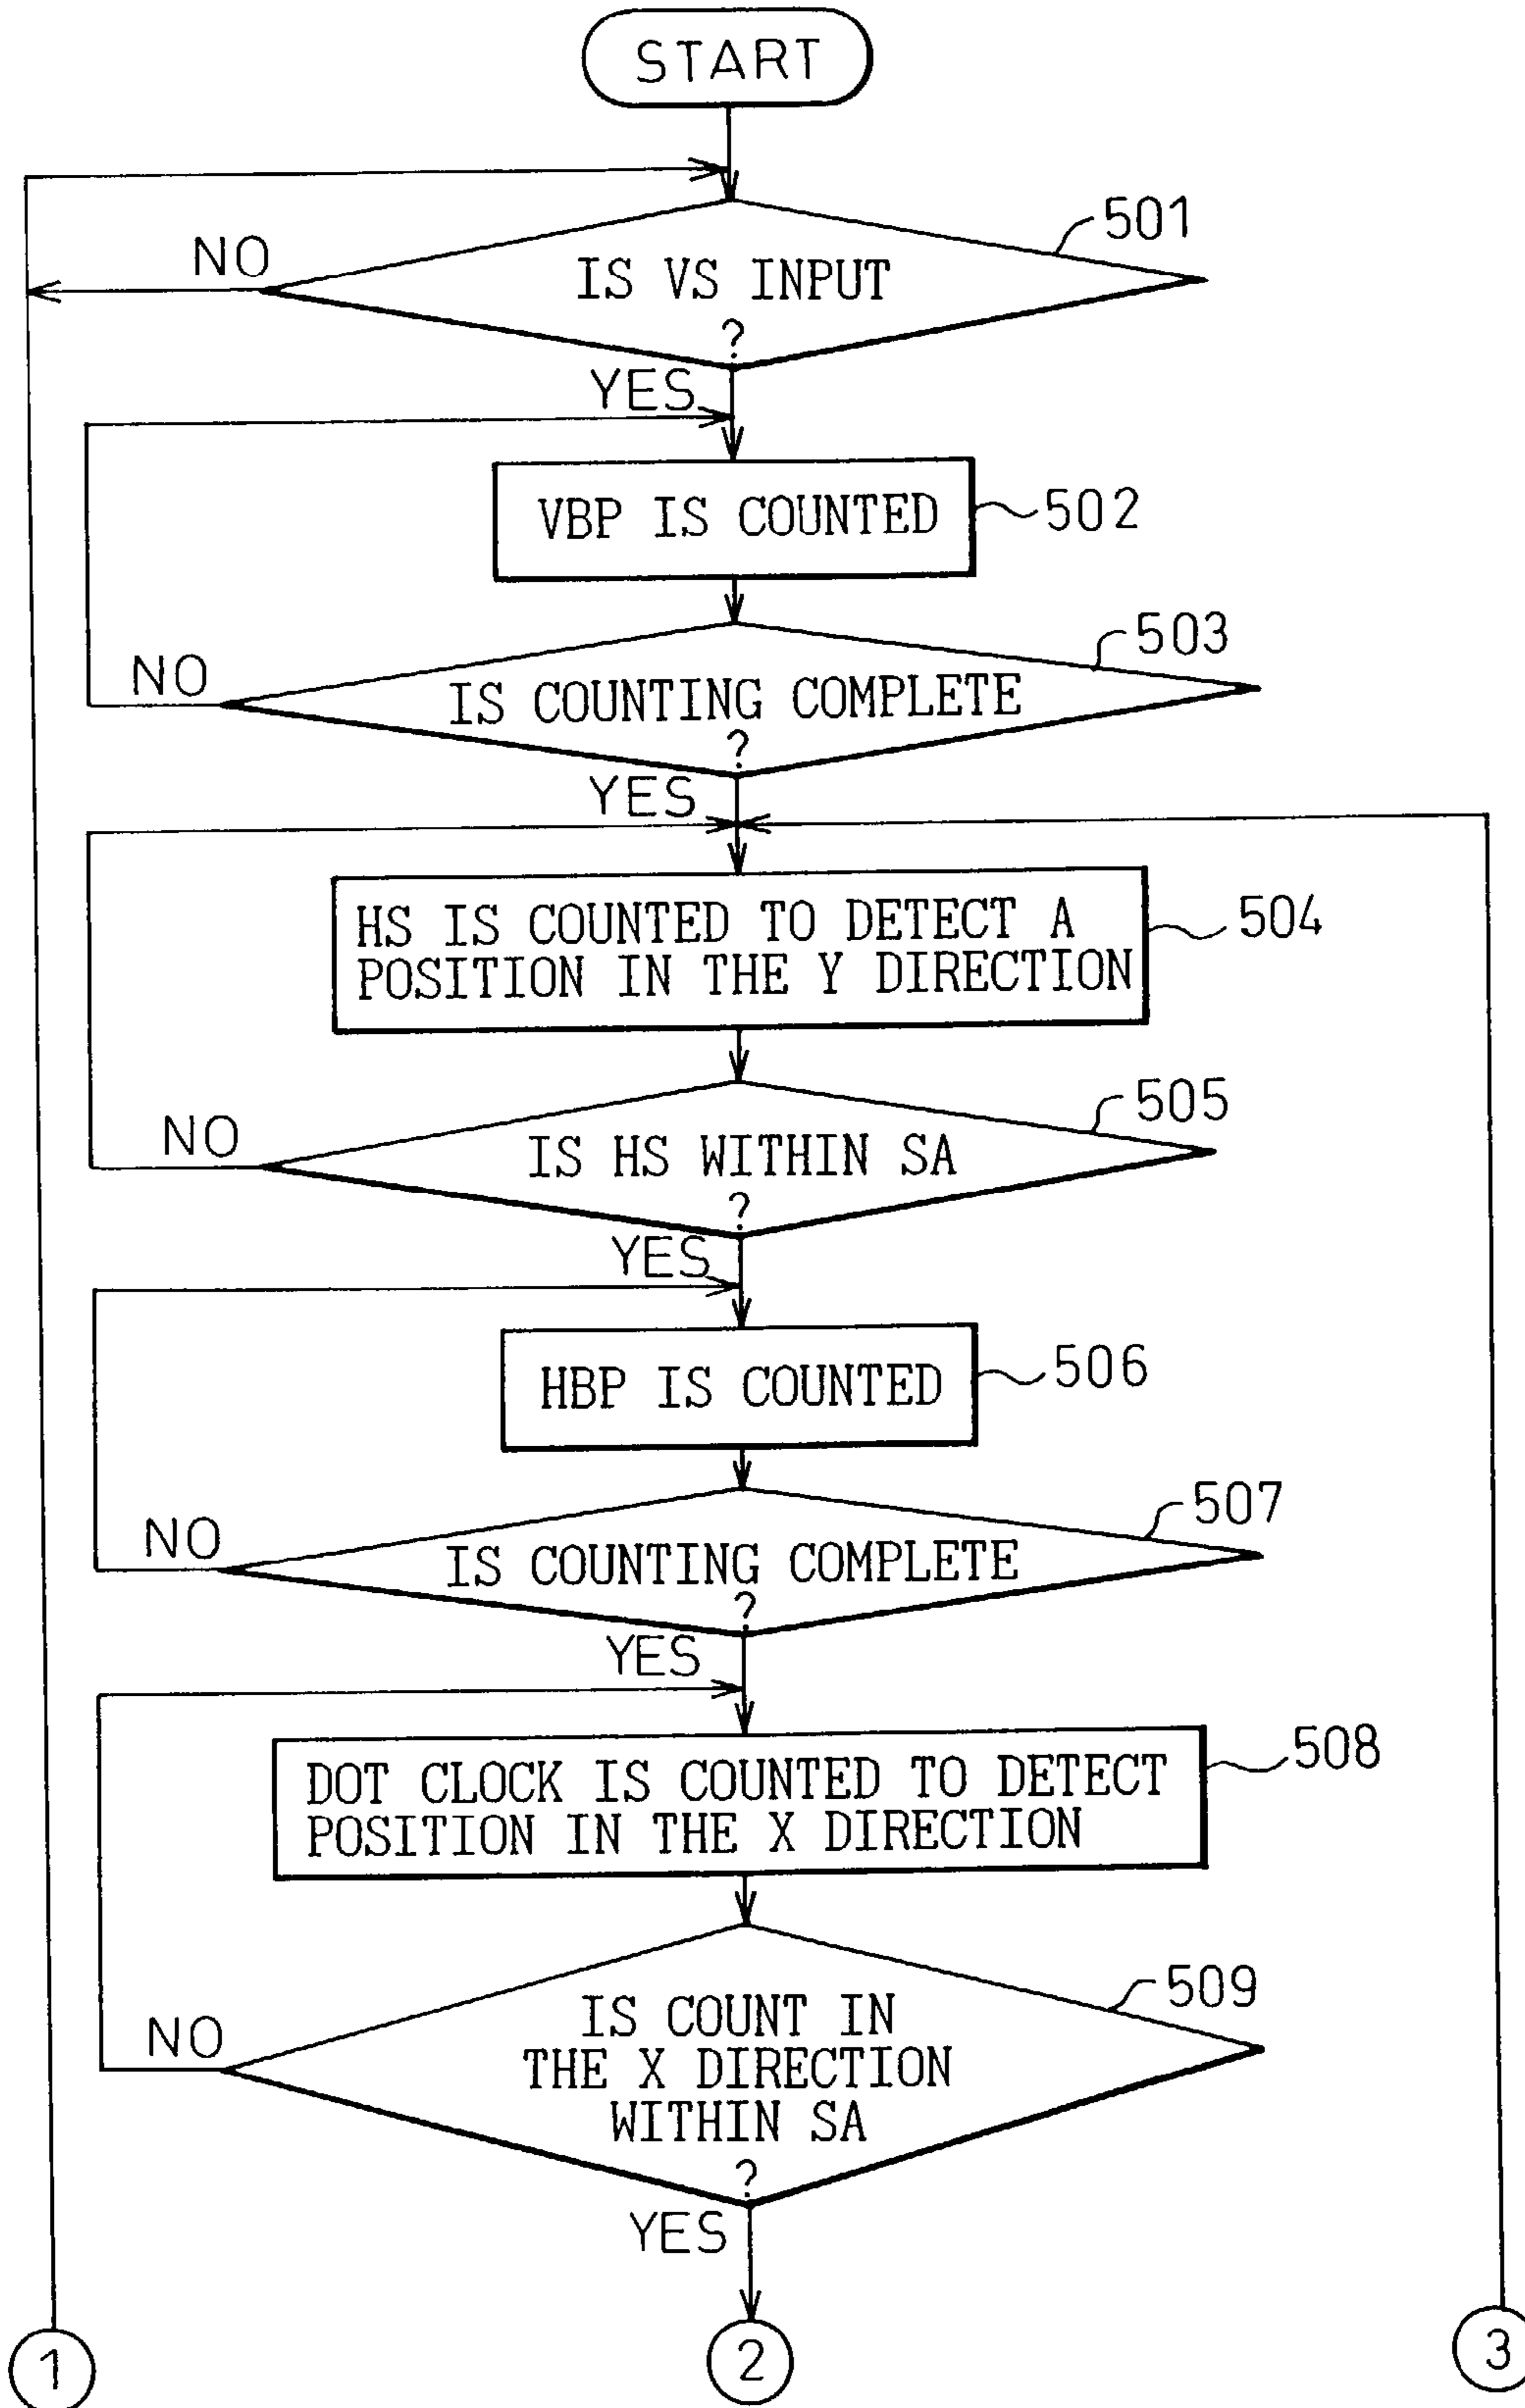 START
501
NO
IS VS INPUT
?
YES
VBP IS COUNTED
502
503
NO
IS COUNTING COMPLETE
?
YES
HS IS COUNTED TO DETECT A
POSITION IN THE Y DIRECTION
504
505
NO
IS HS WITHIN SA
?
YES
HBP IS COUNTED
506
507
NO
IS COUNTING COMPLETE
?
YES
DOT CLOCK IS COUNTED TO DETECT
POSITION IN THE X DIRECTION
508
509
NO
IS COUNT IN
THE X DIRECTION
WITHIN SA
?
YES
1
2
3